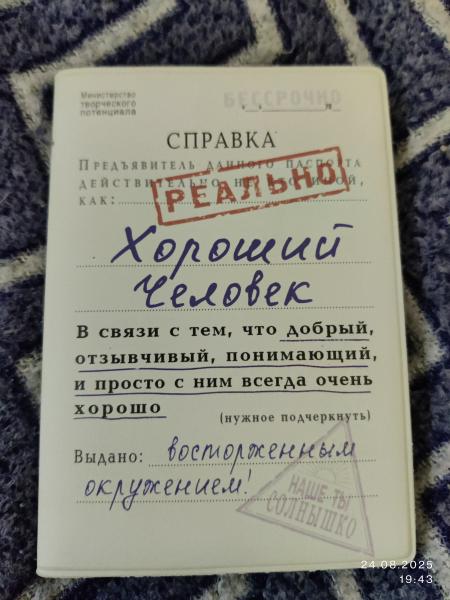 Министерство
творческого
потенциала
БЕССРОЧНО
СПРАВКА
Предъявитель данного паспорта
действительно не
как:
РЕАЛЬНО
Хороший
Человек
В связи с тем, что добрый,
отзывчивый, понимающий,
и просто с ним всегда очень
хорошо
(нужное подчеркнуть)
Выдано: восторженным
окружением!
НАШЕ ТЫ
СОЛНЫШКО
24.08.2025
19:43